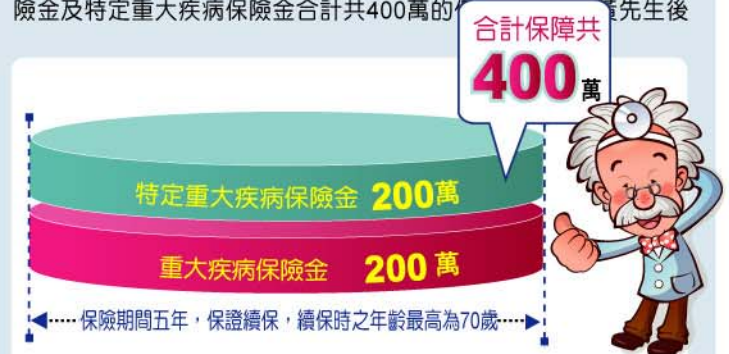 險金及特定重大疾病保險金合計共400萬的 先生後
合計保障共
400萬
特定重大疾病保險金 200萬
重大疾病保險金 200萬
保險期間五年，保證續保，續保時之年齡最高為70歲